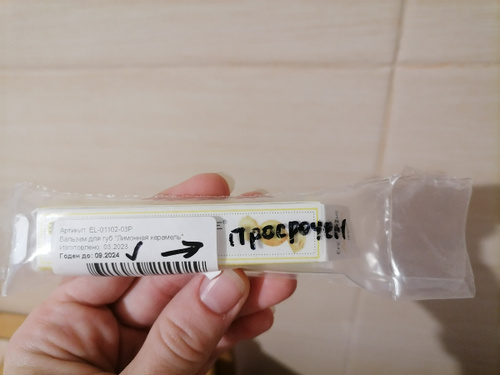 Артикул: EL-01102-03P
Бальзам для губ "Лимонная карамель"
Изготовлено: 03.2023
Годен до: 09.2024
Просрочен